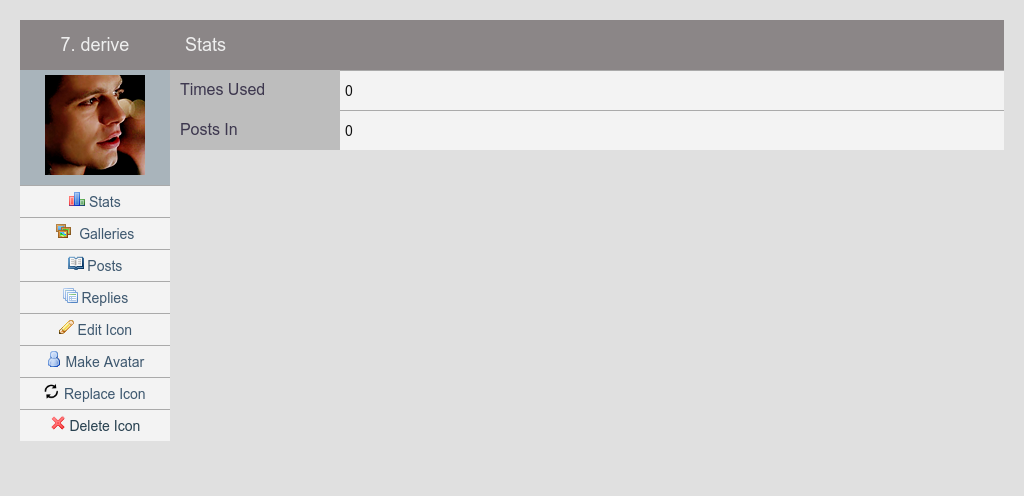 7. derive
Stats
Times Used
0
Posts In
0
Stats
Galleries
Posts
Replies
Edit Icon
Make Avatar
Replace Icon
Delete Icon